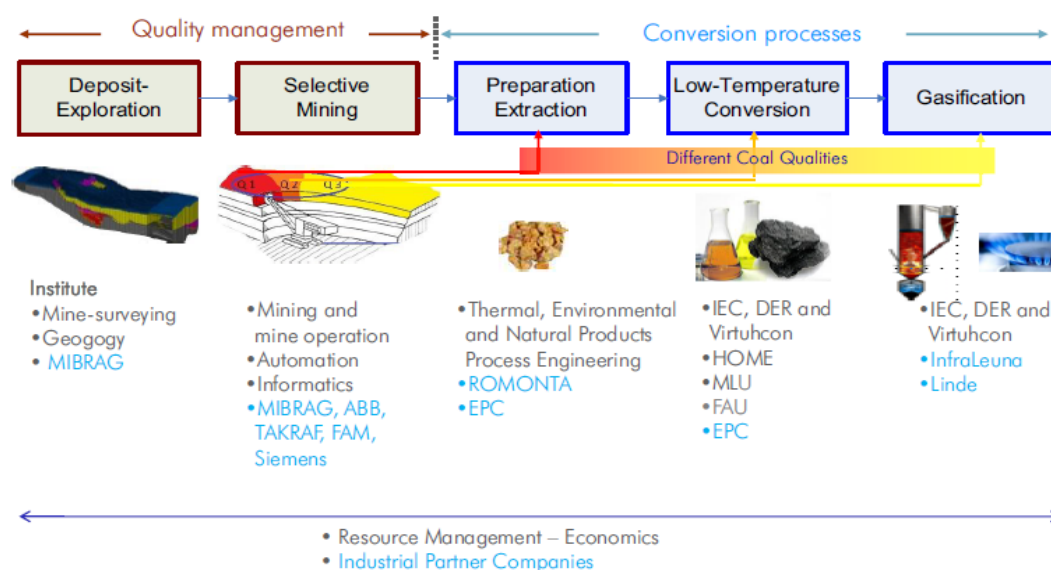 Quality management
Conversion processes
Deposit-
Exploration
Selective
Mining
Preparation
Extraction
Low-Temperature
Conversion
Gasification
Different Coal Qualities
Q1 Q2 Q3
Institute
•Mine-surveying
•Geogogy
•MIBRAG
•Mining and
mine operation
•Automation
•Informatics
•MIBRAG, ABB,
TAKRAF, FAM,
Siemens
•Thermal, Environmental
and Natural Products
Process Engineering
•ROMONTA
•EPC
•IEC, DER and
Virtuhcon
•HOME
•MLU
•FAU
•EPC
•IEC, DER and
Virtuhcon
•InfraLeuna
•Linde
• Resource Management – Economics
• Industrial Partner Companies